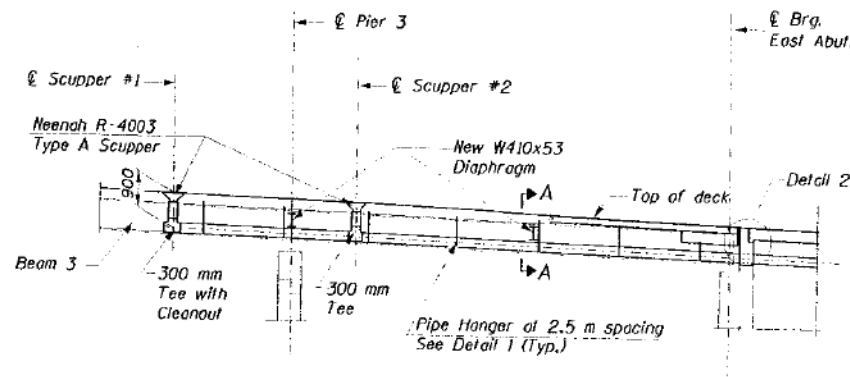 ℄ Pier 3
℄ Brg.
East Abut.
℄ Scupper #1
℄ Scupper #2
Neenah R-4003
Type A Scupper
New W410x53
Diaphragm
900
A
Top of deck
Detail 2
Beam 3
A
300 mm
Tee with
Cleanout
300 mm
Tee
Pipe Hanger at 2.5 m spacing
See Detail 1 (Typ.)